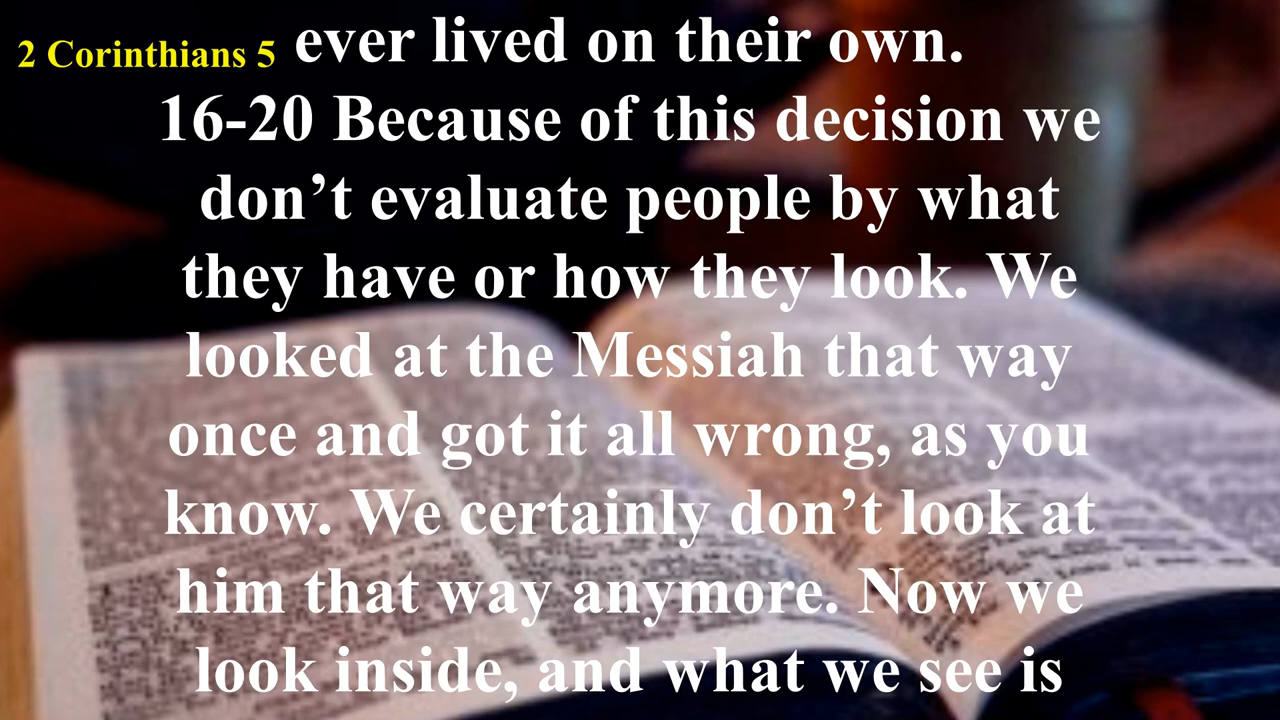 2 Corinthians 5
ever lived on their own.
16-20 Because of this decision we
don’t evaluate people by what
they have or how they look. We
looked at the Messiah that way
once and got it all wrong, as you
know. We certainly don’t look at
him that way anymore. Now we
look inside, and what we see is